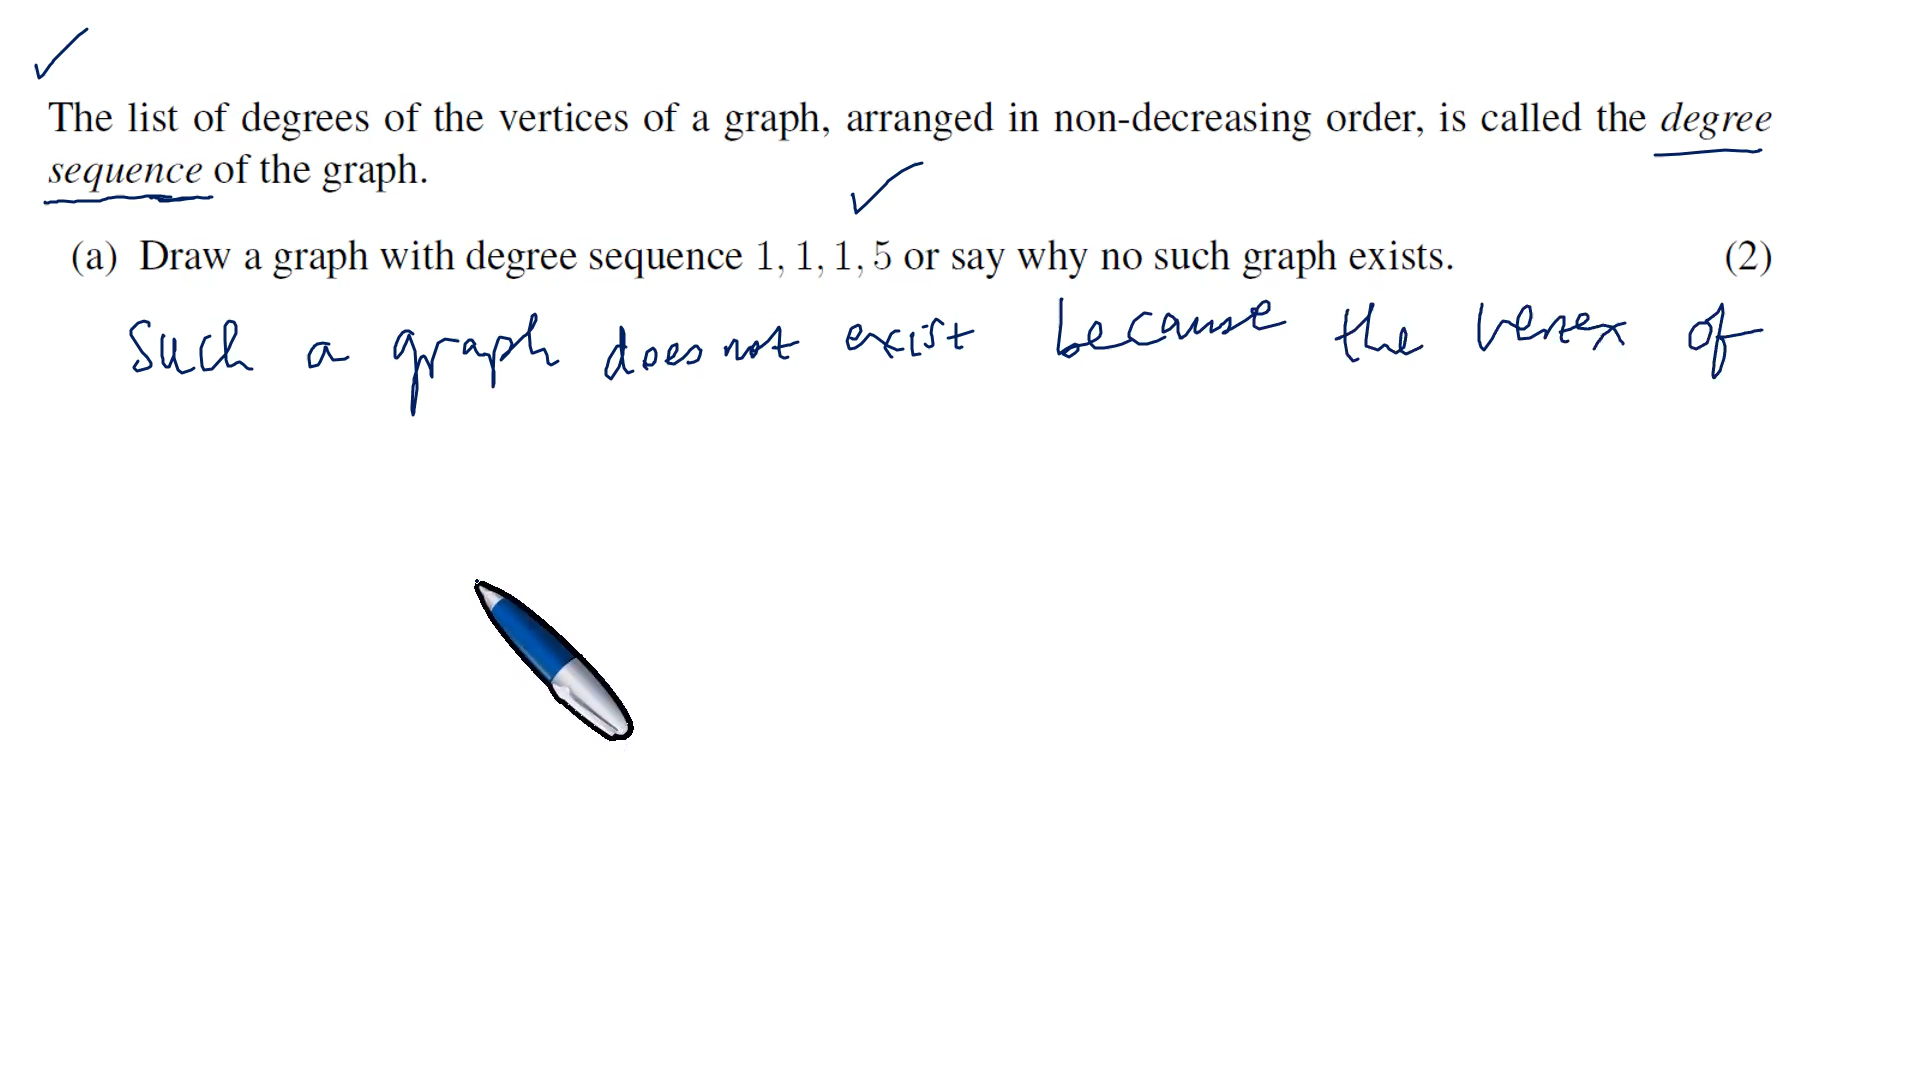 The list of degrees of the vertices of a graph, arranged in non-decreasing order, is called the degree
sequence of the graph.
(a) Draw a graph with degree sequence 1, 1, 1, 5 or say why no such graph exists. (2)
Such a graph does not exist because the vertex of